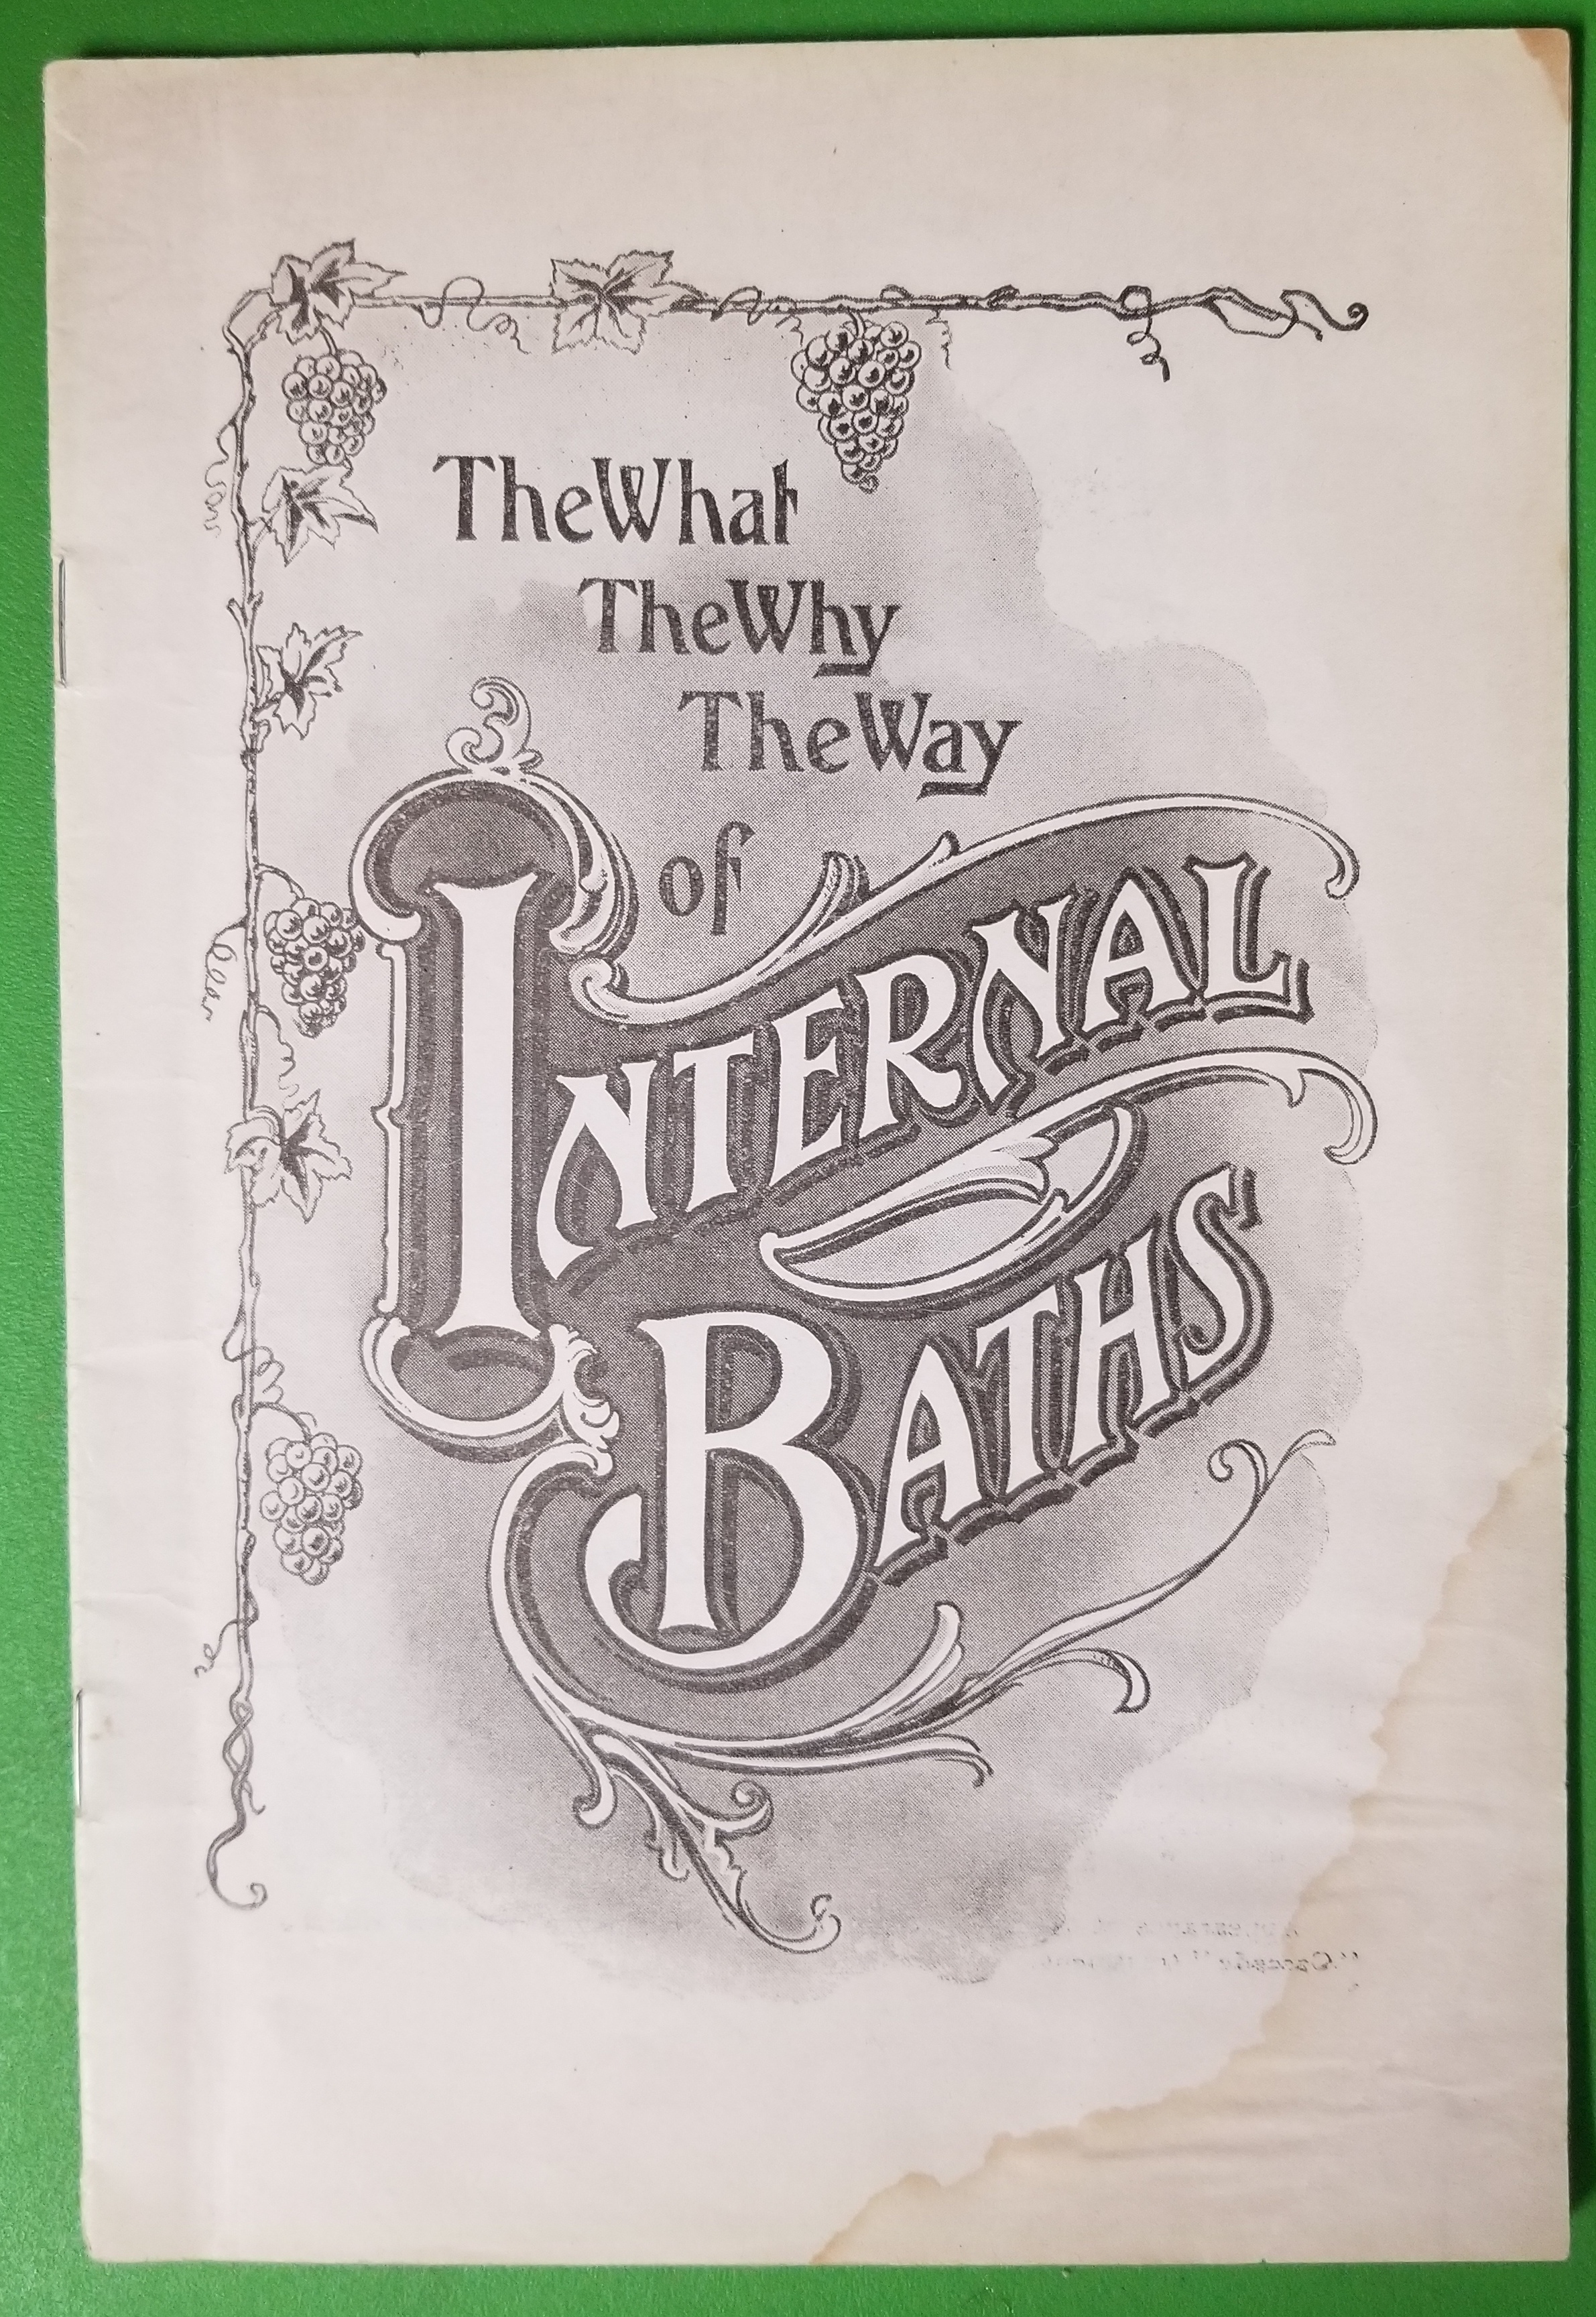 The What
The Why
The Way
of
INTERNAL
BATHS